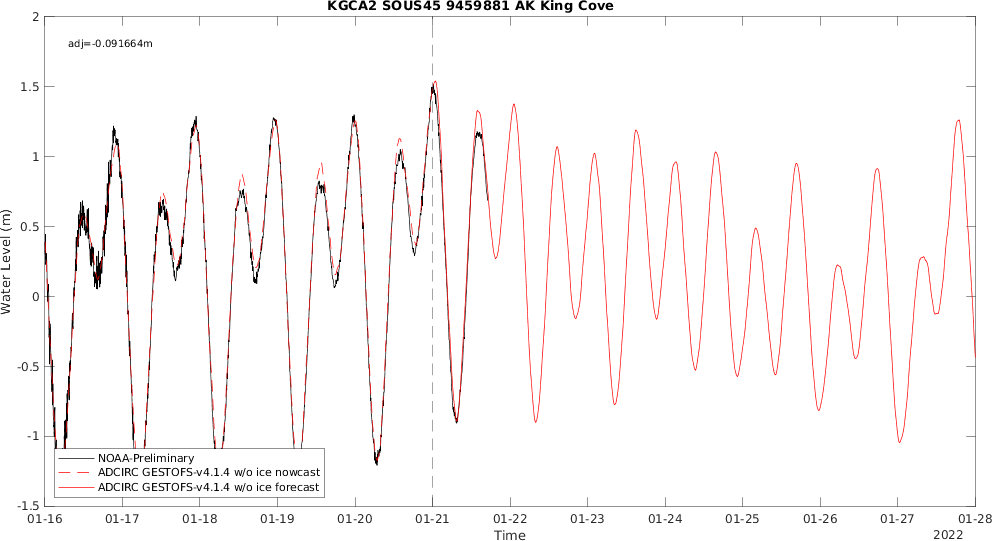 KGCA2 SOUS45 9459881 AK King Cove
adj=-0.091664m
2
1.5
1
0.5
0
-0.5
-1
-1.5
Water Level (m)
NOAA-Preliminary
ADCIRC GESTOFS-v4.1.4 w/o ice nowcast
ADCIRC GESTOFS-v4.1.4 w/o ice forecast
01-16 01-17 01-18 01-19 01-20 01-21 01-22 01-23 01-24 01-25 01-26 01-27 01-28
Time
2022